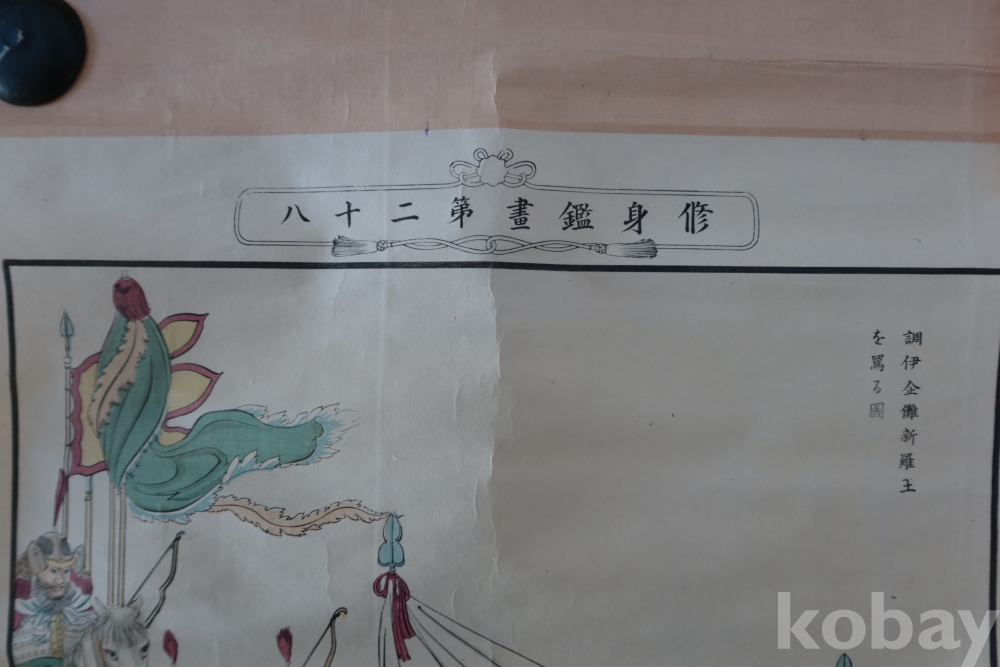 修身鑑畫第二十八
調伊企儺新羅王
を罵る圖
kobay